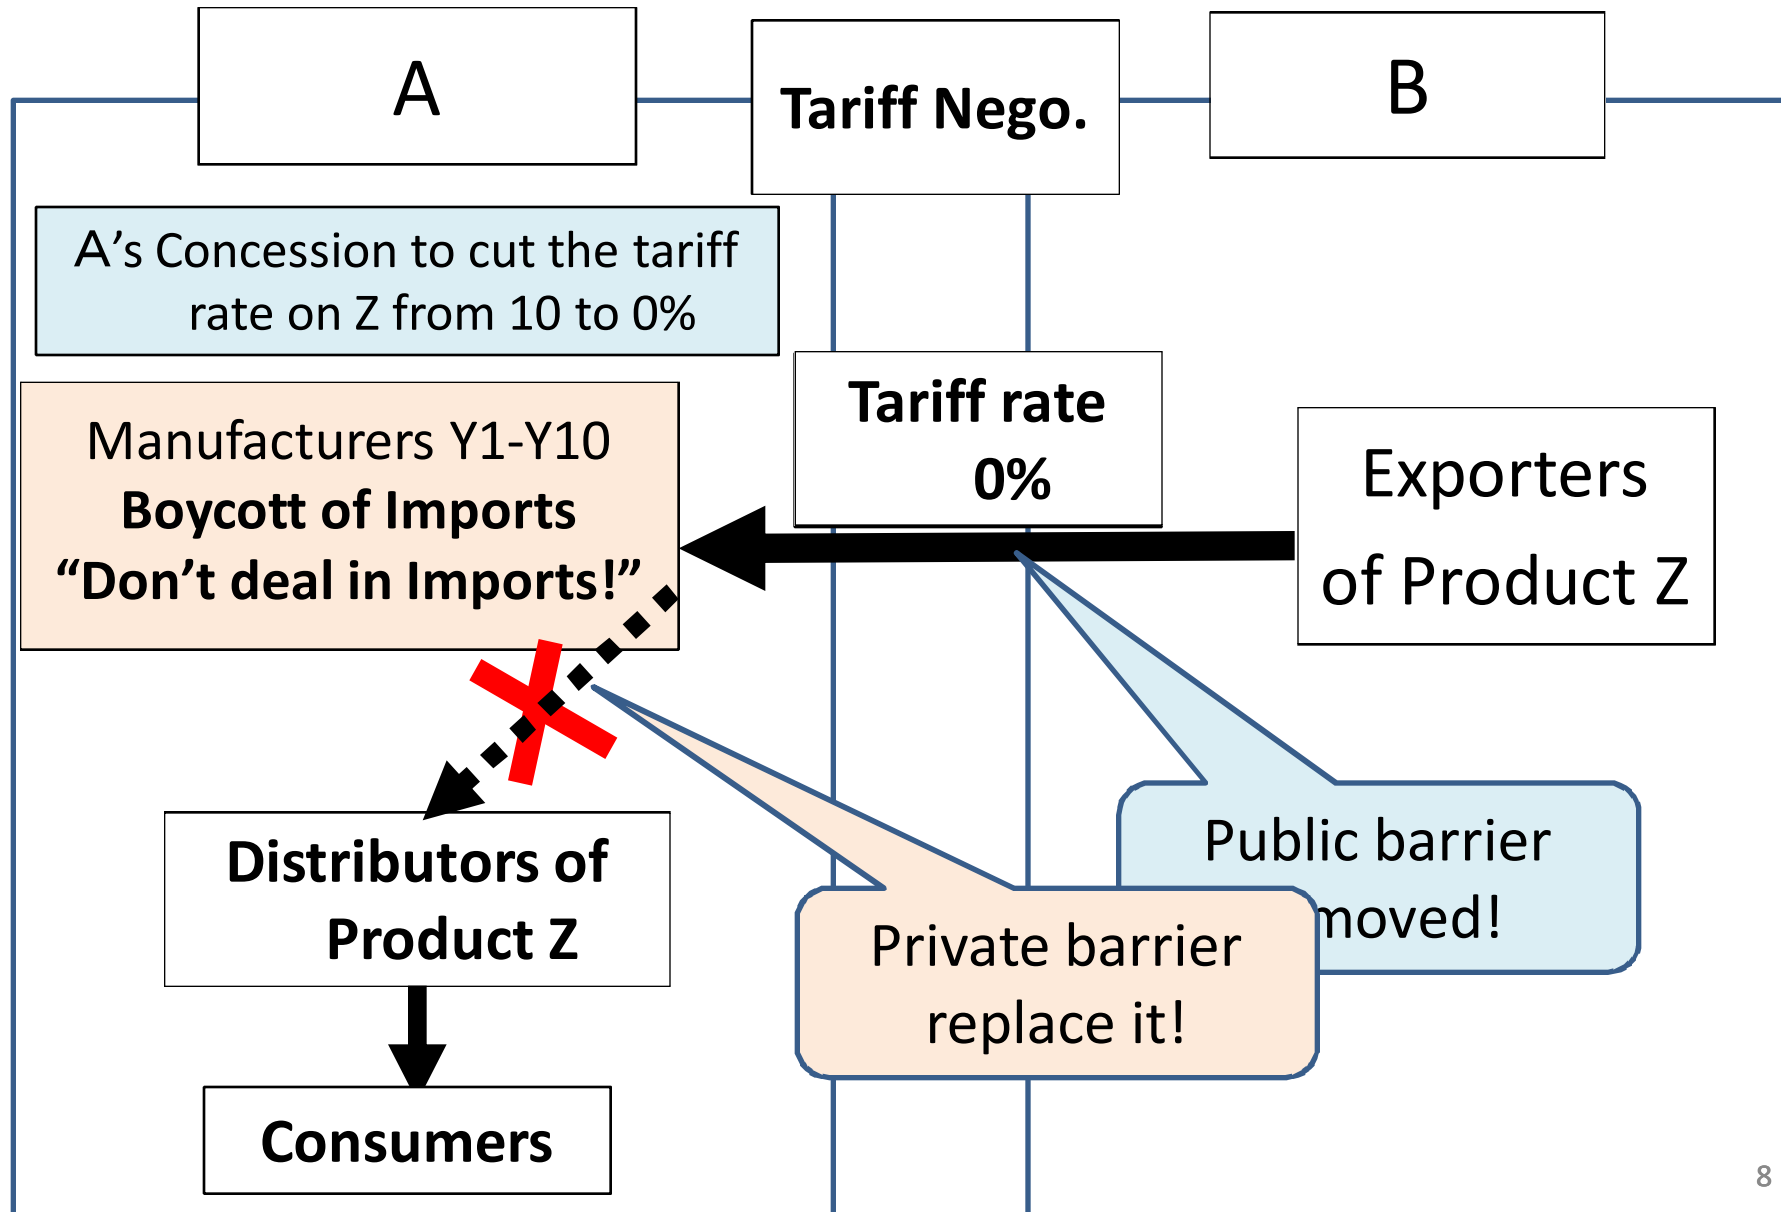 A
Tariff Nego.
B
A’s Concession to cut the tariff
rate on Z from 10 to 0%
Manufacturers Y1-Y10
Boycott of Imports
“Don’t deal in Imports!”
Tariff rate
0%
Exporters
of Product Z
Distributors of
Product Z
Public barrier
moved!
Private barrier
replace it!
Consumers
8